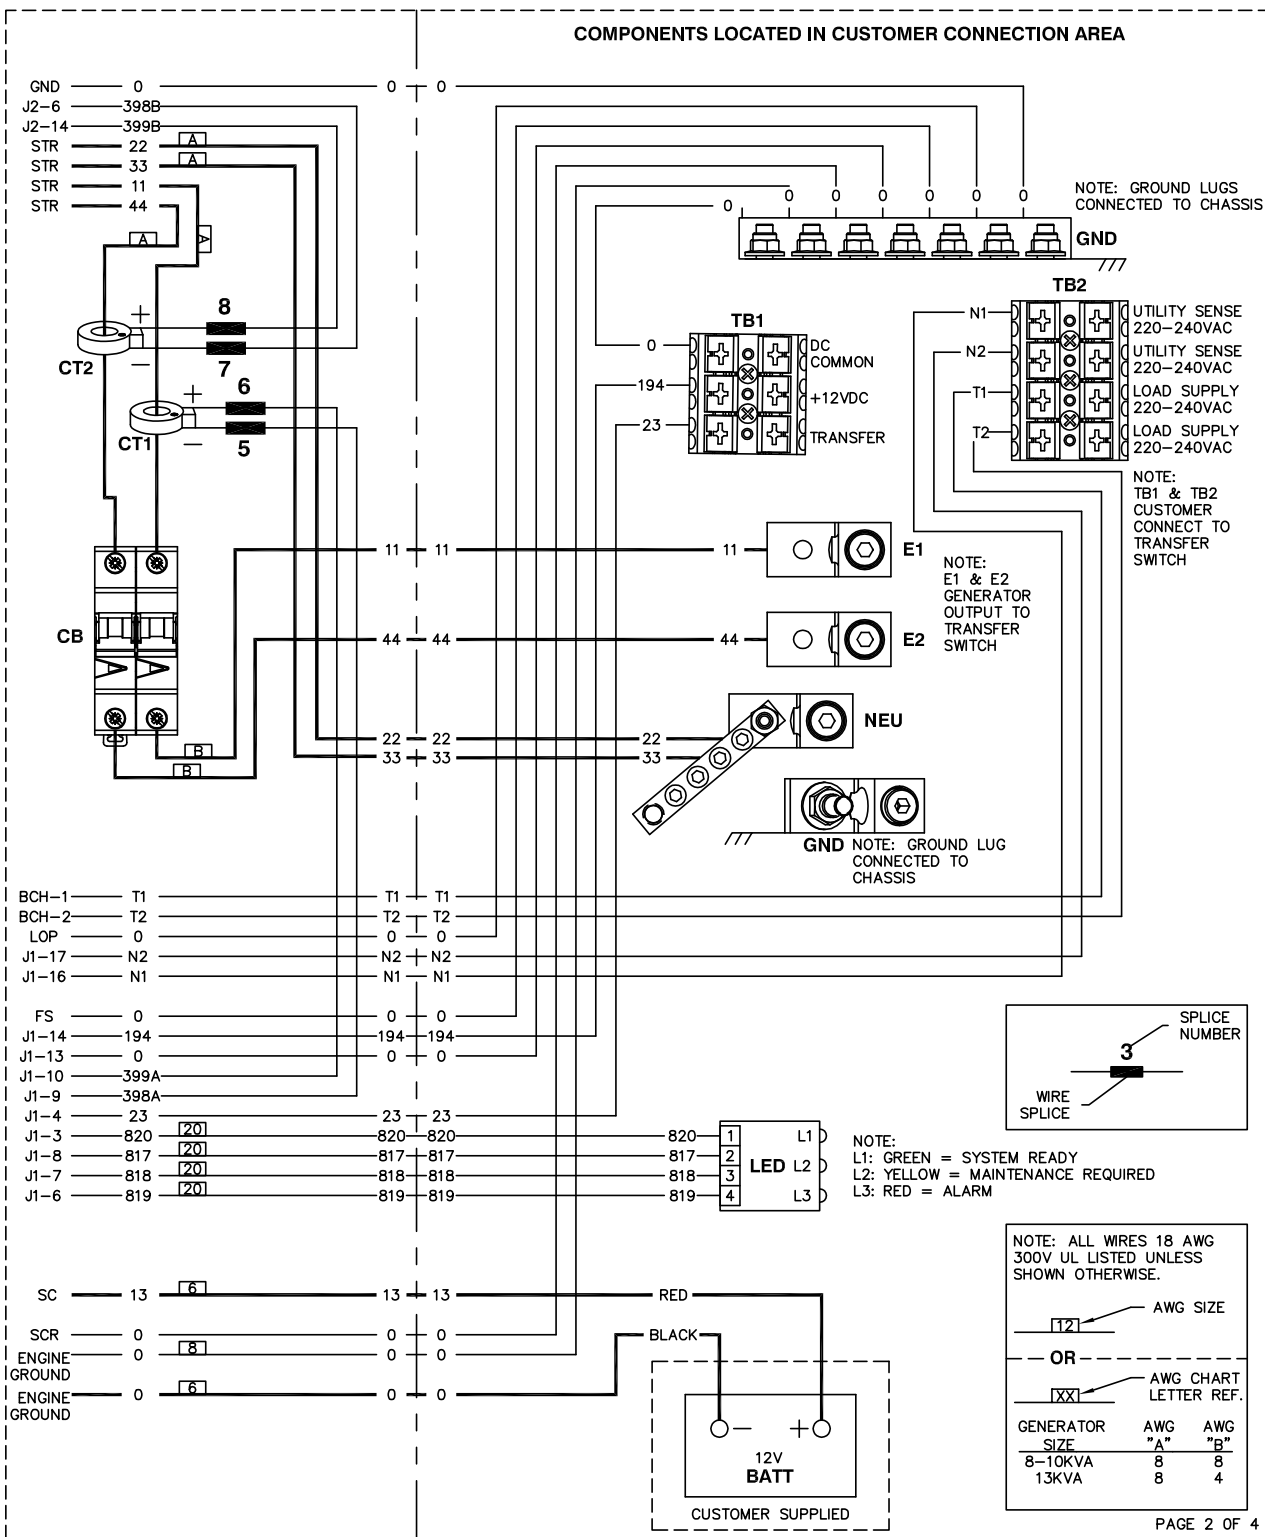 COMPONENTS LOCATED IN CUSTOMER CONNECTION AREA
GND 0 0 0
J2-6 398B
J2-14 399B
STR 22 A
STR 33 A
STR 11
STR 44
A
A
0 0 0 0 0 0 0
NOTE: GROUND LUGS
CONNECTED TO CHASSIS
GND
TB2
N1 UTILITY SENSE
220-240VAC
N2 UTILITY SENSE
220-240VAC
T1 LOAD SUPPLY
220-240VAC
T2 LOAD SUPPLY
220-240VAC
NOTE:
TB1 & TB2
CUSTOMER
CONNECT TO
TRANSFER
SWITCH
TB1
0 DC
COMMON
194 +12VDC
23 TRANSFER
+ 8
CT2 - 7
+ 6
CT1 - 5
CB
11 11 11 E1
NOTE:
E1 & E2
GENERATOR
OUTPUT TO
TRANSFER
SWITCH
44 44 44 E2
NEU
B 22 22 22
B 33 33 33
GND NOTE: GROUND LUG
CONNECTED TO
CHASSIS
BCH-1 T1 T1 T1
BCH-2 T2 T2 T2
LOP 0 0 0
J1-17 N2 N2 N2
J1-16 N1 N1 N1
FS 0 0 0
J1-14 194 194 194
J1-13 0 0 0
J1-10 399A
J1-9 398A
J1-4 23 23 23
J1-3 820 20 820 820 820 1 L1
J1-8 817 20 817 817 817 2 LED L2
J1-7 818 20 818 818 818 3
J1-6 819 20 819 819 819 4 L3
NOTE:
L1: GREEN = SYSTEM READY
L2: YELLOW = MAINTENANCE REQUIRED
L3: RED = ALARM
SPLICE
NUMBER
3
WIRE
SPLICE
SC 13 6 13 13 RED
SCR 0 0 0 BLACK
ENGINE
GROUND 0 8 0 0
ENGINE
GROUND 0 6 0 0
- +
12V
BATT
CUSTOMER SUPPLIED
NOTE: ALL WIRES 18 AWG
300V UL LISTED UNLESS
SHOWN OTHERWISE.
12 AWG SIZE
OR
XX AWG CHART
LETTER REF.
GENERATOR AWG AWG
SIZE "A" "B"
8-10KVA 8 8
13KVA 8 4
PAGE 2 OF 4